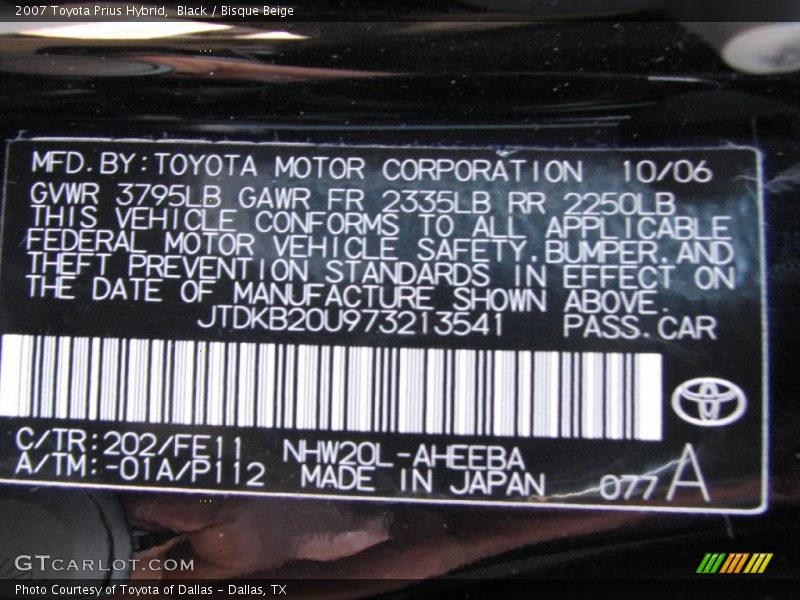 2007 Toyota Prius Hybrid, Black / Bisque Beige
MFD.BY:TOYOTA MOTOR CORPORATION 10/06
GVWR 3795LB GAWR FR 2335LB RR 2250LB
THIS VEHICLE CONFORMS TO ALL APPLICABLE
FEDERAL MOTOR VEHICLE SAFETY.BUMPER.AND
THEFT PREVENTION STANDARDS IN EFFECT ON
THE DATE OF MANUFACTURE SHOWN ABOVE.
JTDKB20U973213541 PASS.CAR
C/TR:202/FE11 NHW20L-AHEEBA
A/TM:-01A/P112 MADE IN JAPAN 077 A
GTCARLOT.COM
Photo Courtesy of Toyota of Dallas - Dallas, TX